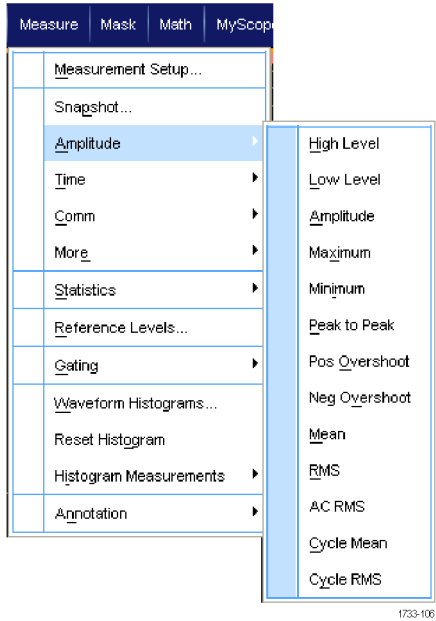 Measure Mask Math MyScop
Measurement Setup...
Snapshot...
Amplitude
Time
Comm
More
Statistics
Reference Levels...
Gating
Waveform Histograms...
Reset Histogram
Histogram Measurements
Annotation
High Level
Low Level
Amplitude
Maximum
Minimum
Peak to Peak
Pos Overshoot
Neg Overshoot
Mean
RMS
AC RMS
Cycle Mean
Cycle RMS
1733-106